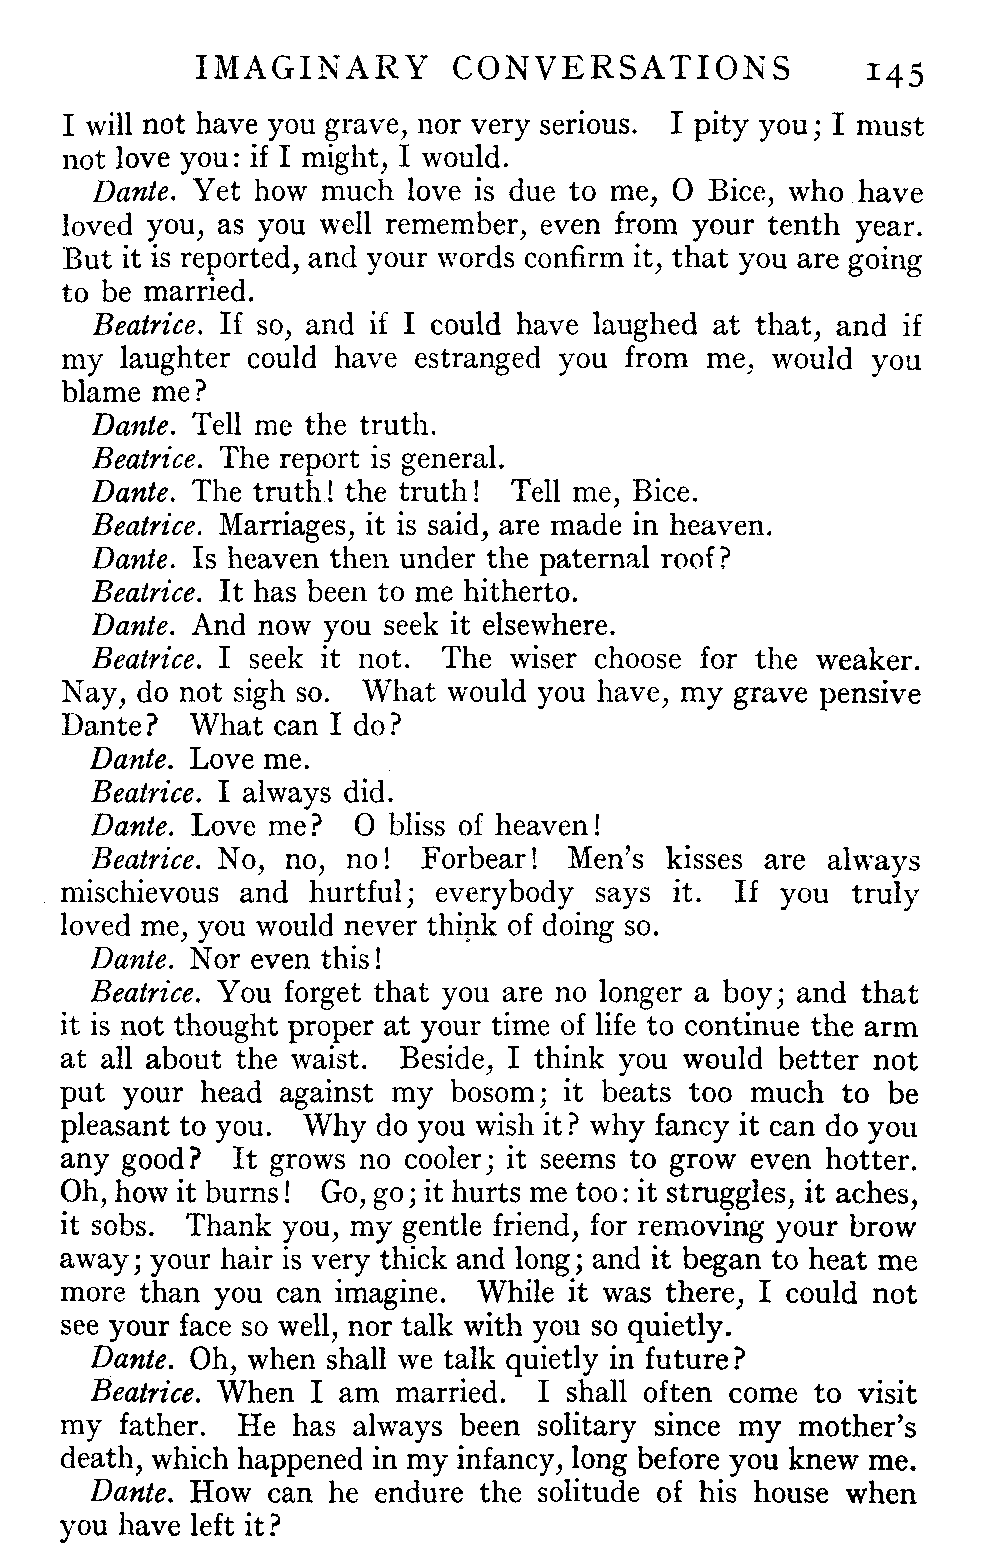 IMAGINARY CONVERSATIONS 145
I will not have you grave, nor very serious. I pity you; I must
not love you: if I might, I would.
Dante. Yet how much love is due to me, O Bice, who have
loved you, as you well remember, even from your tenth year.
But it is reported, and your words confirm it, that you are going
to be married.
Beatrice. If so, and if I could have laughed at that, and if
my laughter could have estranged you from me, would you
blame me?
Dante. Tell me the truth.
Beatrice. The report is general.
Dante. The truth! the truth! Tell me, Bice.
Beatrice. Marriages, it is said, are made in heaven.
Dante. Is heaven then under the paternal roof?
Beatrice. It has been to me hitherto.
Dante. And now you seek it elsewhere.
Beatrice. I seek it not. The wiser choose for the weaker.
Nay, do not sigh so. What would you have, my grave pensive
Dante? What can I do?
Dante. Love me.
Beatrice. I always did.
Dante. Love me? O bliss of heaven!
Beatrice. No, no, no! Forbear! Men's kisses are always
mischievous and hurtful; everybody says it. If you truly
loved me, you would never think of doing so.
Dante. Nor even this!
Beatrice. You forget that you are no longer a boy; and that
it is not thought proper at your time of life to continue the arm
at all about the waist. Beside, I think you would better not
put your head against my bosom; it beats too much to be
pleasant to you. Why do you wish it? why fancy it can do you
any good? It grows no cooler; it seems to grow even hotter.
Oh, how it burns! Go, go; it hurts me too: it struggles, it aches,
it sobs. Thank you, my gentle friend, for removing your brow
away; your hair is very thick and long; and it began to heat me
more than you can imagine. While it was there, I could not
see your face so well, nor talk with you so quietly.
Dante. Oh, when shall we talk quietly in future?
Beatrice. When I am married. I shall often come to visit
my father. He has always been solitary since my mother's
death, which happened in my infancy, long before you knew me.
Dante. How can he endure the solitude of his house when
you have left it?